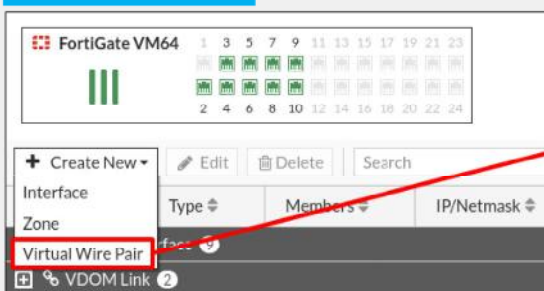 FortiGate VM64
1 3 5 7 9 11 13 15 17 19 21 23
2 4 6 8 10 12 14 16 18 20 22 24
+ Create New Edit Delete Search
Interface
Zone
Virtual Wire Pair
Type Members IP/Netmask
face 9
VDOM Link 2